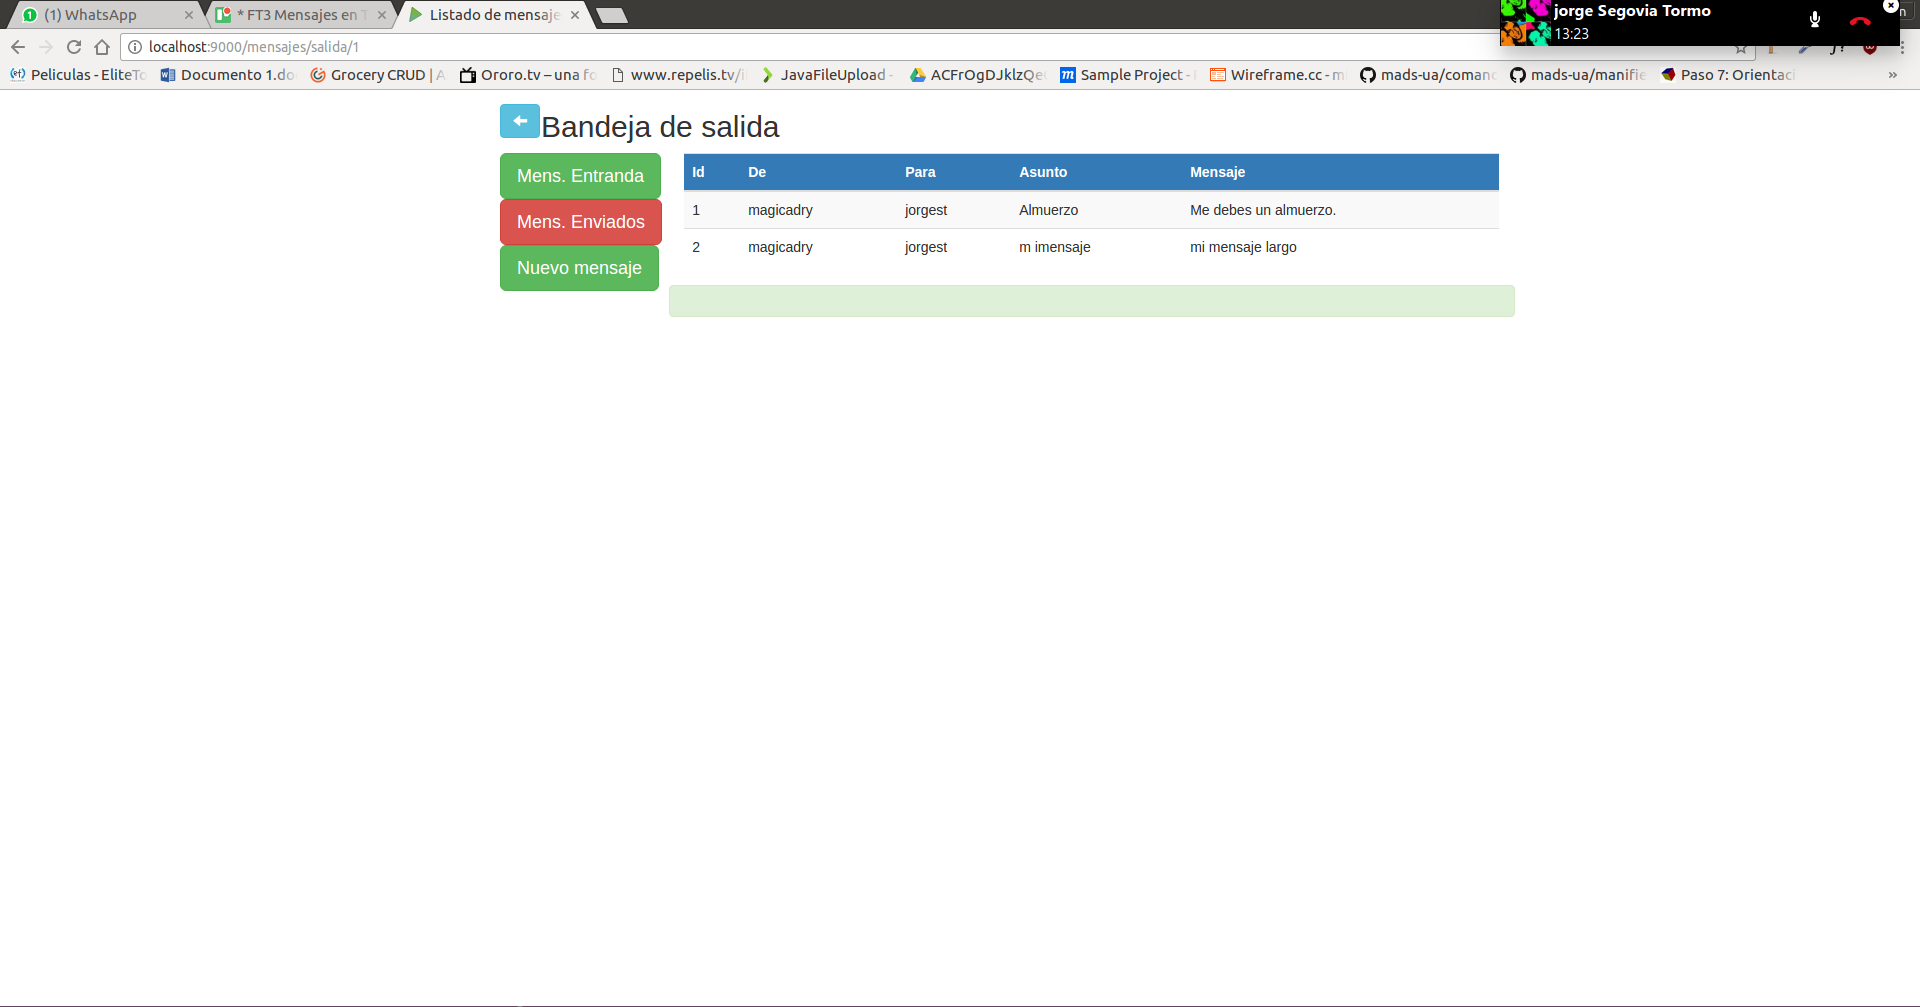 (1) WhatsApp
* FT3 Mensajes en T
Listado de mensaje
jorge Segovia Tormo
13:23
localhost:9000/mensajes/salida/1
Peliculas - EliteTo
Documento 1.do
Grocery CRUD | A
Ororo.tv – una fo
www.repelis.tv/
JavaFileUpload -
ACFrOgDJklzQe
Sample Project -
Wireframe.cc - m
mads-ua/coman
mads-ua/manifie
Paso 7: Orientaci
»
Bandeja de salida
Mens. Entranda
Mens. Enviados
Nuevo mensaje
Id De Para Asunto Mensaje
1 magicadry jorgest Almuerzo Me debes un almuerzo.
2 magicadry jorgest m imensaje mi mensaje largo